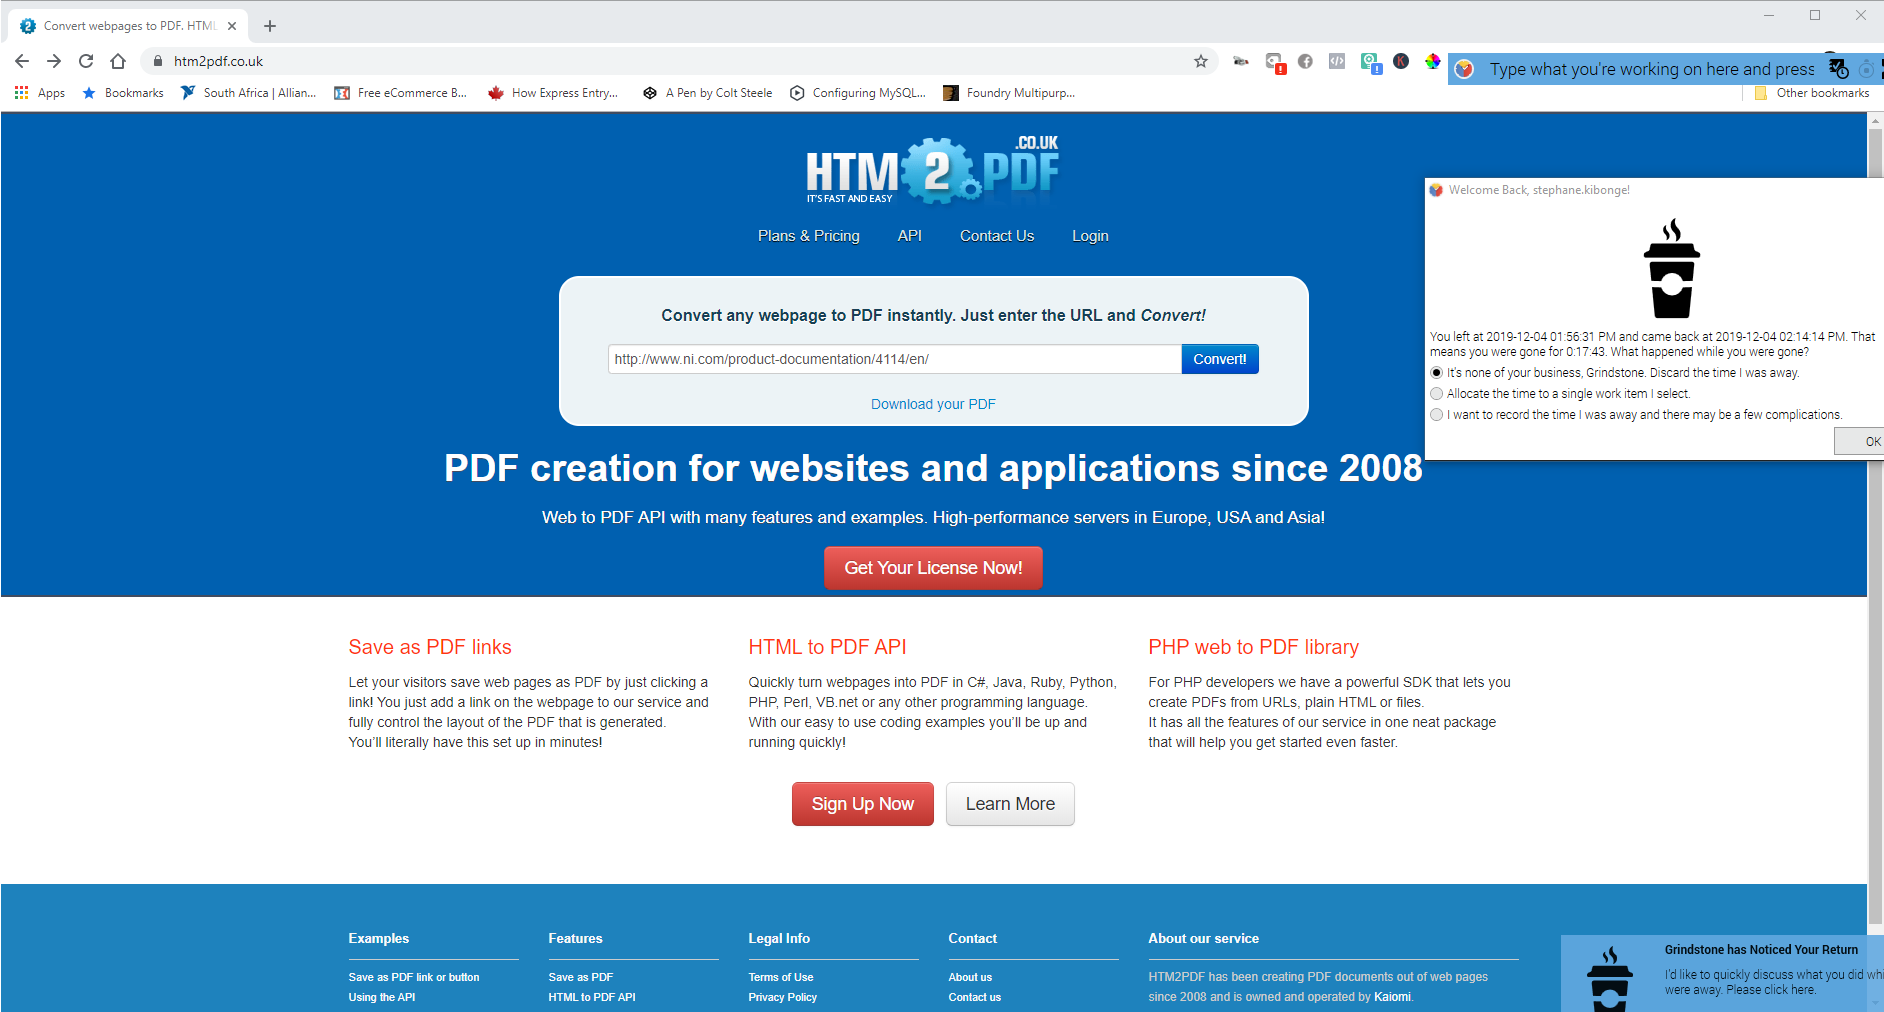 Convert webpages to PDF. HTML
htm2pdf.co.uk
Type what you're working on here and press
Apps
Bookmarks
South Africa | Allian...
Free eCommerce B...
How Express Entry...
A Pen by Colt Steele
Configuring MySQL...
Foundry Multipurp...
Other bookmarks
.CO.UK
HTM2PDF
IT'S FAST AND EASY
Plans & Pricing
API
Contact Us
Login
Convert any webpage to PDF instantly. Just enter the URL and Convert!
http://www.ni.com/product-documentation/4114/en/
Convert!
Download your PDF
PDF creation for websites and applications since 2008
Web to PDF API with many features and examples. High-performance servers in Europe, USA and Asia!
Get Your License Now!
Welcome Back, stephane.kibonge!
You left at 2019-12-04 01:56:31 PM and came back at 2019-12-04 02:14:14 PM. That
means you were gone for 0:17:43. What happened while you were gone?
It's none of your business, Grindstone. Discard the time I was away.
Allocate the time to a single work item I select.
I want to record the time I was away and there may be a few complications.
OK
Save as PDF links
Let your visitors save web pages as PDF by just clicking a
link! You just add a link on the webpage to our service and
fully control the layout of the PDF that is generated.
You'll literally have this set up in minutes!
HTML to PDF API
Quickly turn webpages into PDF in C#, Java, Ruby, Python,
PHP, Perl, VB.net or any other programming language.
With our easy to use coding examples you'll be up and
running quickly!
PHP web to PDF library
For PHP developers we have a powerful SDK that lets you
create PDFs from URLs, plain HTML or files.
It has all the features of our service in one neat package
that will help you get started even faster.
Sign Up Now
Learn More
Examples
Save as PDF link or button
Using the API
Features
Save as PDF
HTML to PDF API
Legal Info
Terms of Use
Privacy Policy
Contact
About us
Contact us
About our service
HTM2PDF has been creating PDF documents out of web pages
since 2008 and is owned and operated by Kaiomi.
Grindstone has Noticed Your Return
I'd like to quickly discuss what you did whi
were away. Please click here.